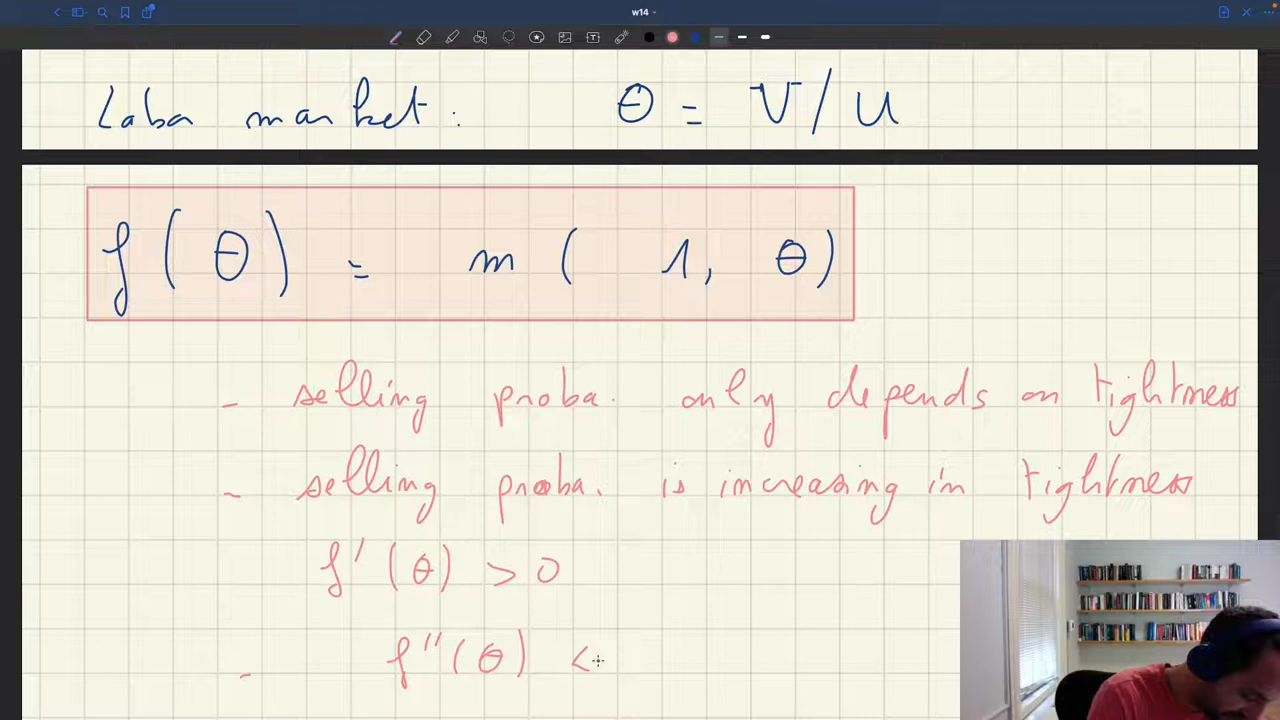 w14
Labor market: θ = V/U
f(θ) = m(1, θ)
- selling proba. only depends on tightness
- selling proba. is increasing in tightness
f'(θ) > 0
- f''(θ) <